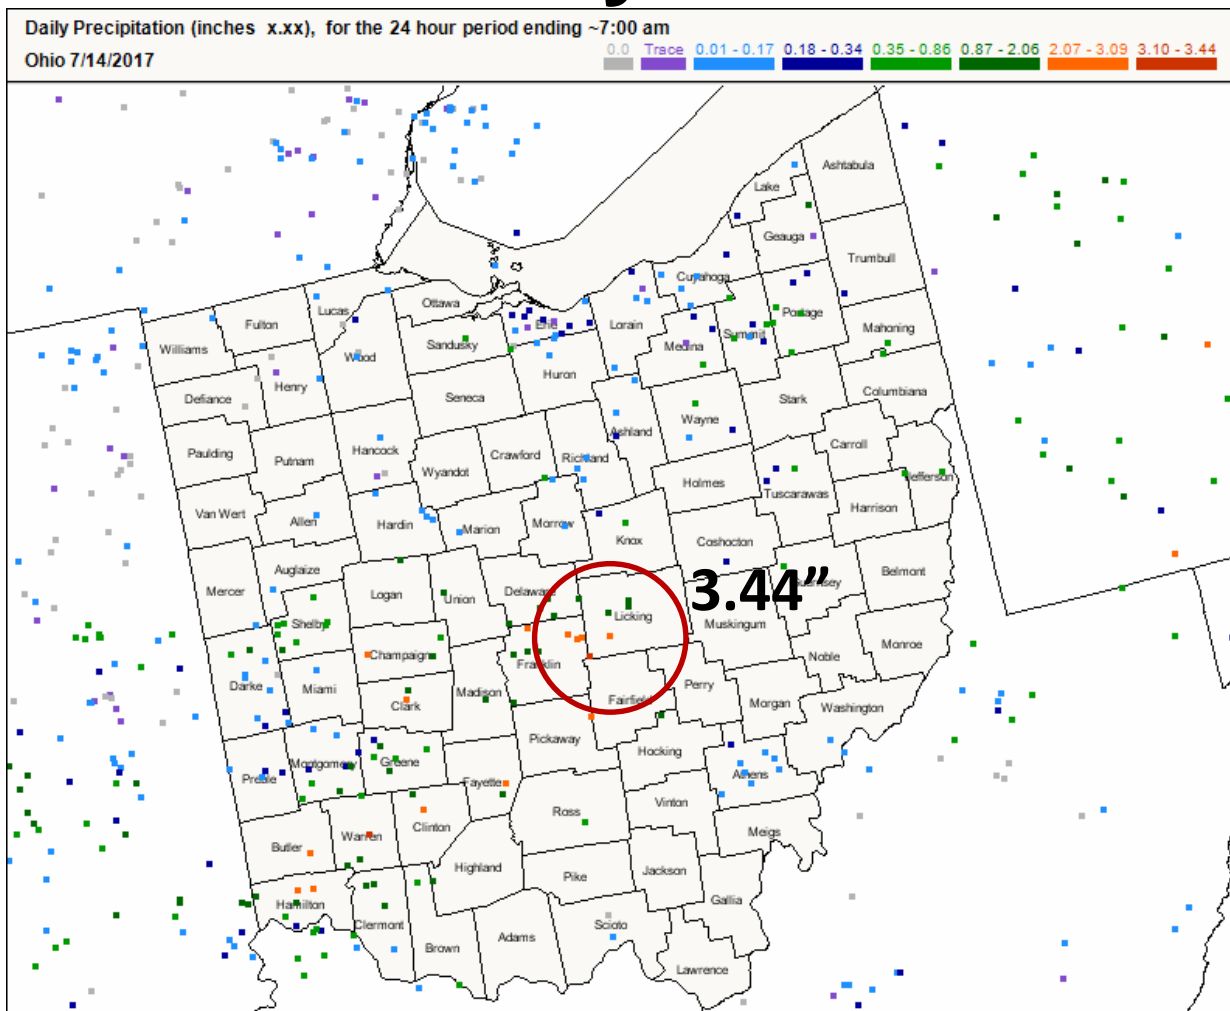 Daily Precipitation (inches x.xx), for the 24 hour period ending ~7:00 am
Ohio 7/14/2017
0.0 Trace 0.01 - 0.17 0.18 - 0.34 0.35 - 0.86 0.87 - 2.06 2.07 - 3.09 3.10 - 3.44
Ashtabula
Lake
Geauga
Trumbull
Cuyahoga
Ottawa
Lucas
Fulton
Erie
Lorain
Portage
Mahoning
Summit
Medina
Sandusky
Williams
Wood
Huron
Henry
Columbiana
Seneca
Stark
Defiance
Wayne
Ashland
Carroll
Hancock
Paulding
Putnam
Crawford
Richland
Wyandot
Jefferson
Holmes
Tuscarawas
Harrison
Van Wert
Allen
Hardin
Marion
Morrow
Knox
Coshocton
Auglaize
Belmont
Guernsey
Mercer
Logan
Union
Delaware
3.44”
Licking
Shelby
Muskingum
Monroe
Champaign
Franklin
Noble
Darke
Miami
Madison
Perry
Clark
Fairfield
Morgan
Washington
Pickaway
Hocking
Montgomery
Greene
Preble
Fayette
Athens
Vinton
Ross
Clinton
Warren
Meigs
Butler
Highland
Pike
Jackson
Gallia
Hamilton
Clermont
Scioto
Adams
Brown
Lawrence